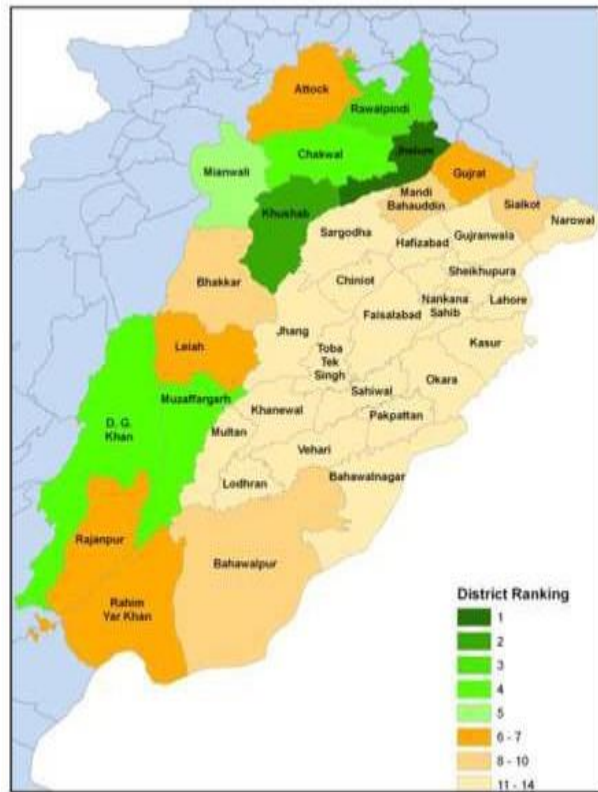 Attock
Rawalpindi
Chakwal
Jhelum
Mianwali
Gujrat
Mandi
Bahauddin
Khushab
Sialkot
Narowal
Sargodha
Hafizabad
Gujranwala
Bhakkar
Chiniot
Sheikhupura
Faisalabad
Nankana
Sahib
Lahore
Jhang
Leiah
Toba
Tek
Singh
Kasur
Okara
Sahiwal
Muzaffargarh
D. G.
Khan
Khanewal
Pakpattan
Multan
Vehari
Bahawalnagar
Lodhran
Rajanpur
Bahawalpur
Rahim
Yar Khan
District Ranking
1
2
3
4
5
6 - 7
8 - 10
11 - 14